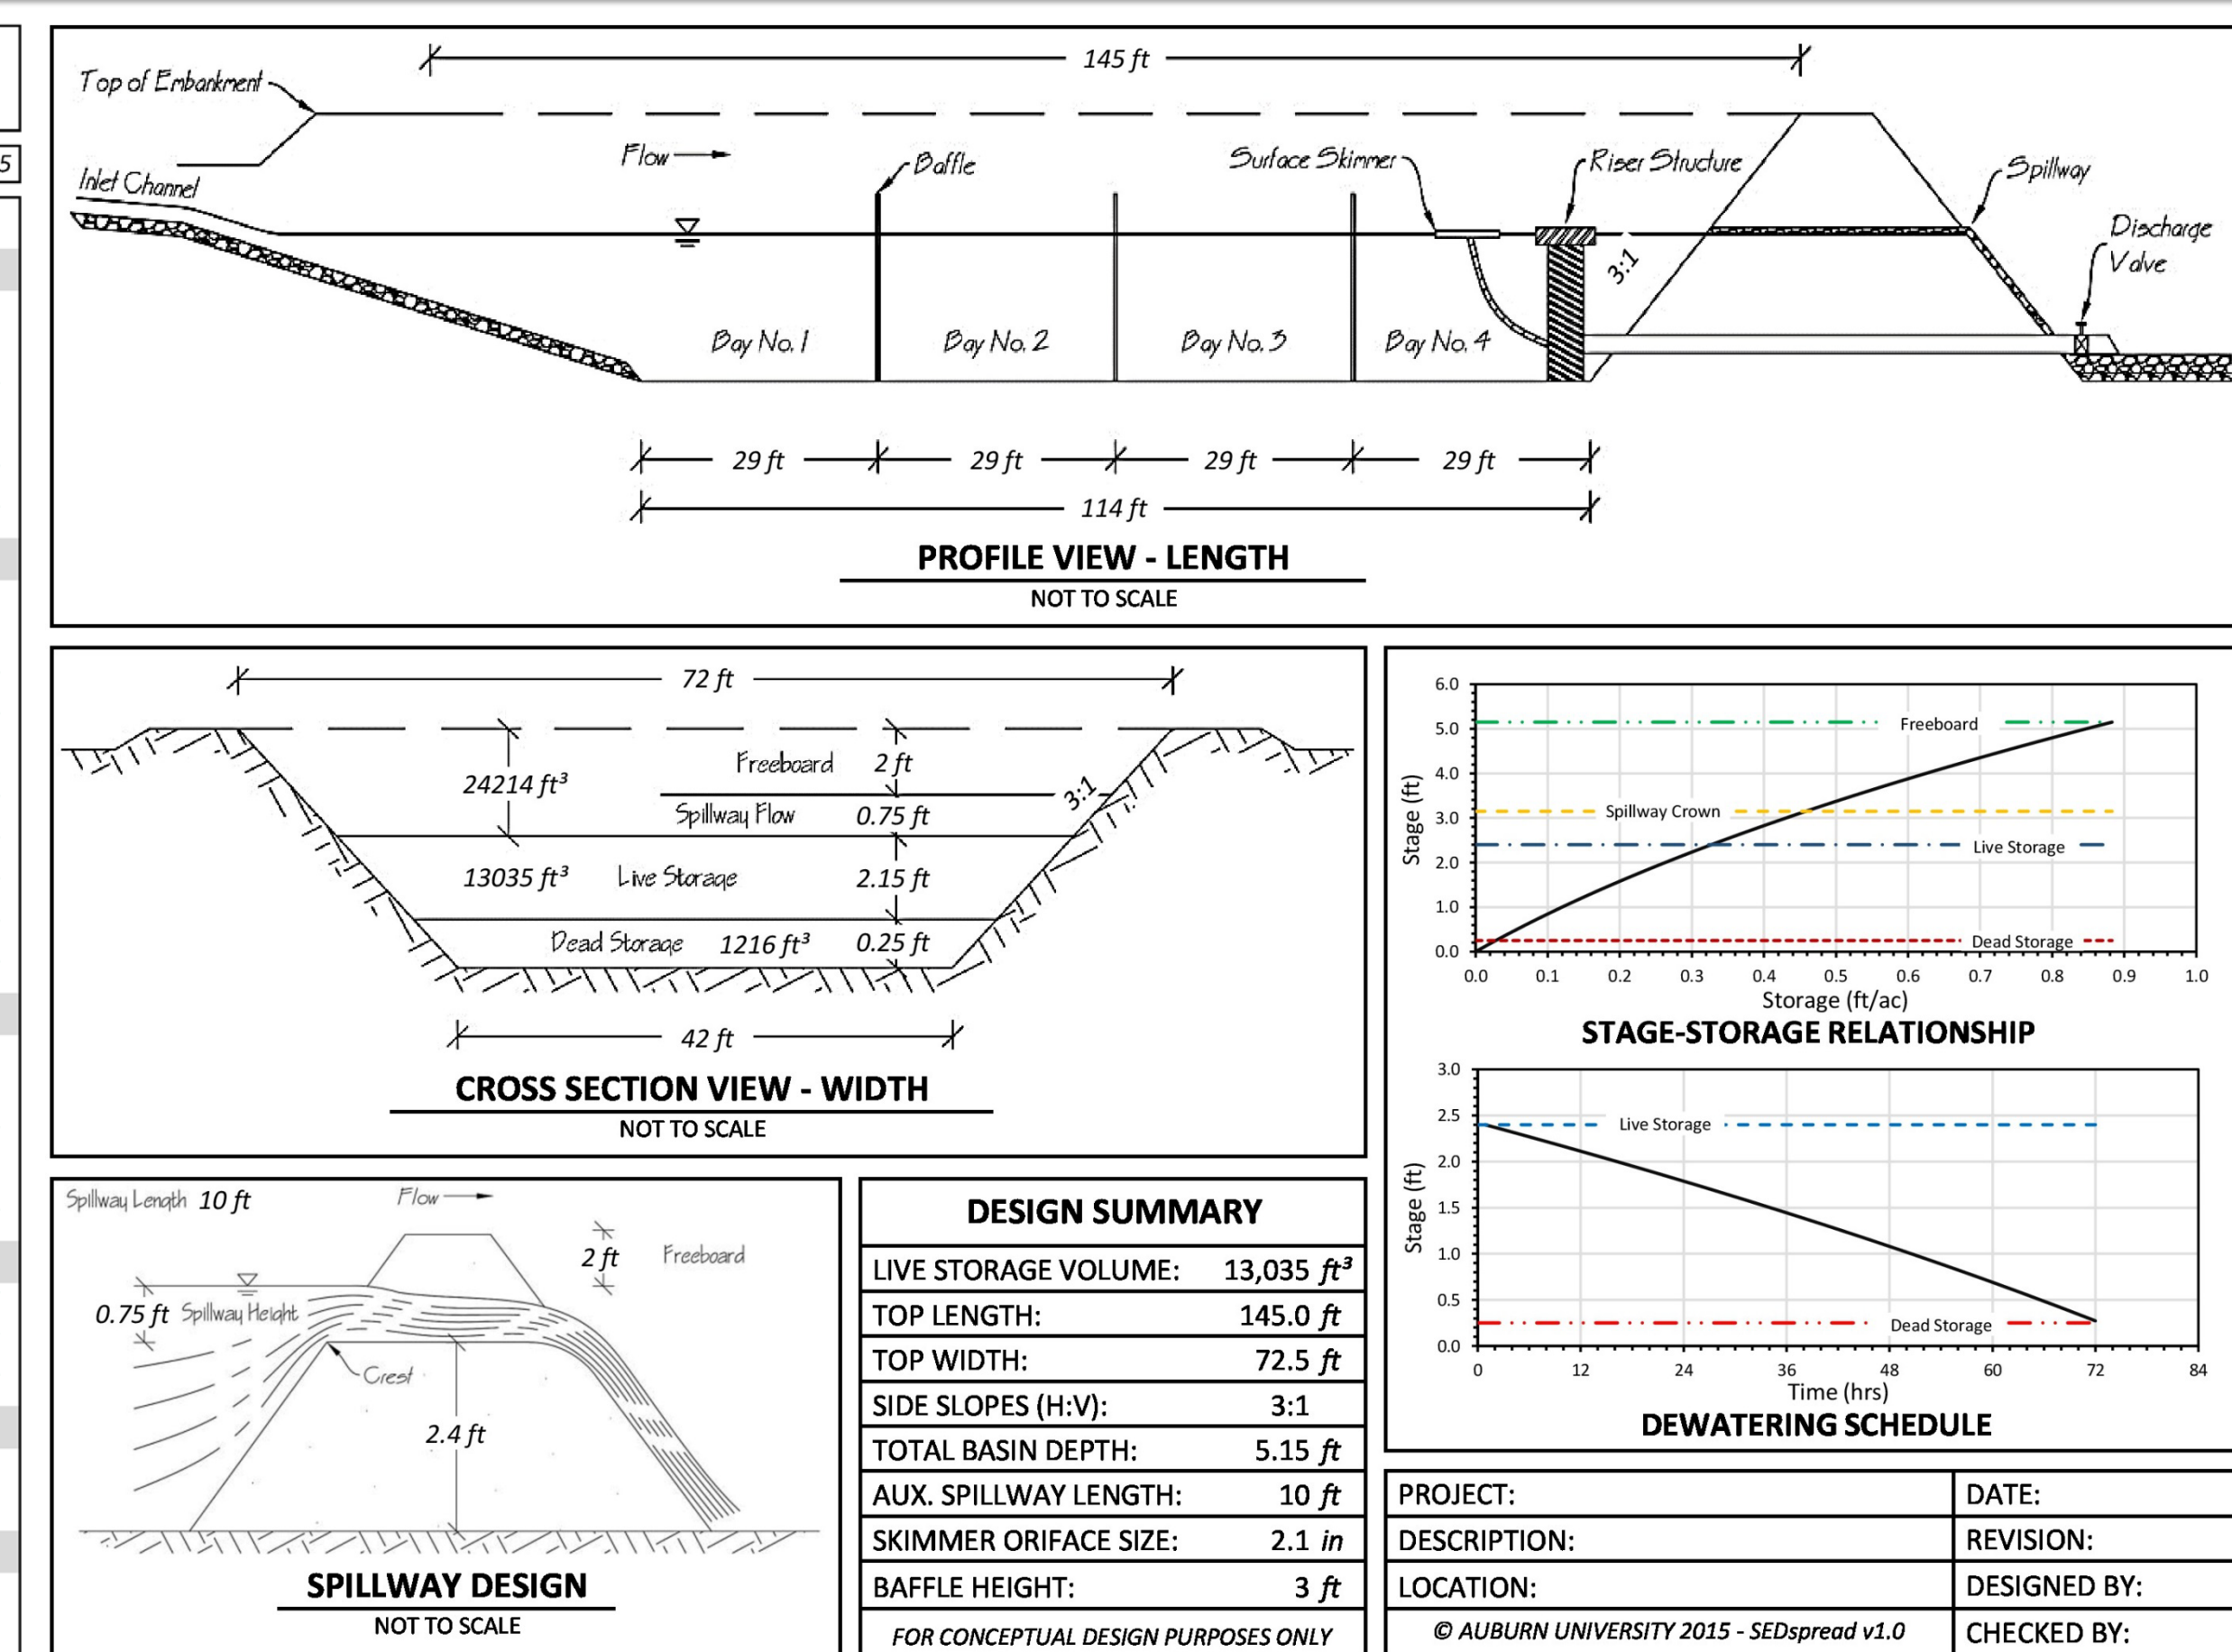 5
145 ft
Top of Embankment
Flow
Baffle
Surface Skimmer
Riser Structure
Spillway
Inlet Channel
Discharge
Valve
3:1
Bay No. 1
Bay No. 2
Bay No. 3
Bay No. 4
29 ft
29 ft
29 ft
29 ft
114 ft
PROFILE VIEW - LENGTH
NOT TO SCALE
72 ft
Freeboard 2 ft
24214 ft³
3:1
Spillway Flow 0.75 ft
13035 ft³ Live Storage 2.15 ft
Dead Storage 1216 ft³ 0.25 ft
42 ft
CROSS SECTION VIEW - WIDTH
NOT TO SCALE
6.0
5.0
4.0
3.0
2.0
1.0
0.0
Stage (ft)
Freeboard
Spillway Crown
Live Storage
Dead Storage
0.0 0.1 0.2 0.3 0.4 0.5 0.6 0.7 0.8 0.9 1.0
Storage (ft/ac)
STAGE-STORAGE RELATIONSHIP
3.0
2.5
2.0
1.5
1.0
0.5
0.0
Stage (ft)
Live Storage
Dead Storage
0 12 24 36 48 60 72 84
Time (hrs)
DEWATERING SCHEDULE
Spillway Length 10 ft
Flow
2 ft Freeboard
0.75 ft Spillway Height
Crest
2.4 ft
SPILLWAY DESIGN
NOT TO SCALE
DESIGN SUMMARY
LIVE STORAGE VOLUME: 13,035 ft³
TOP LENGTH: 145.0 ft
TOP WIDTH: 72.5 ft
SIDE SLOPES (H:V): 3:1
TOTAL BASIN DEPTH: 5.15 ft
AUX. SPILLWAY LENGTH: 10 ft
SKIMMER ORIFACE SIZE: 2.1 in
BAFFLE HEIGHT: 3 ft
FOR CONCEPTUAL DESIGN PURPOSES ONLY
PROJECT: DATE:
DESCRIPTION: REVISION:
LOCATION: DESIGNED BY:
© AUBURN UNIVERSITY 2015 - SEDspread v1.0 CHECKED BY: